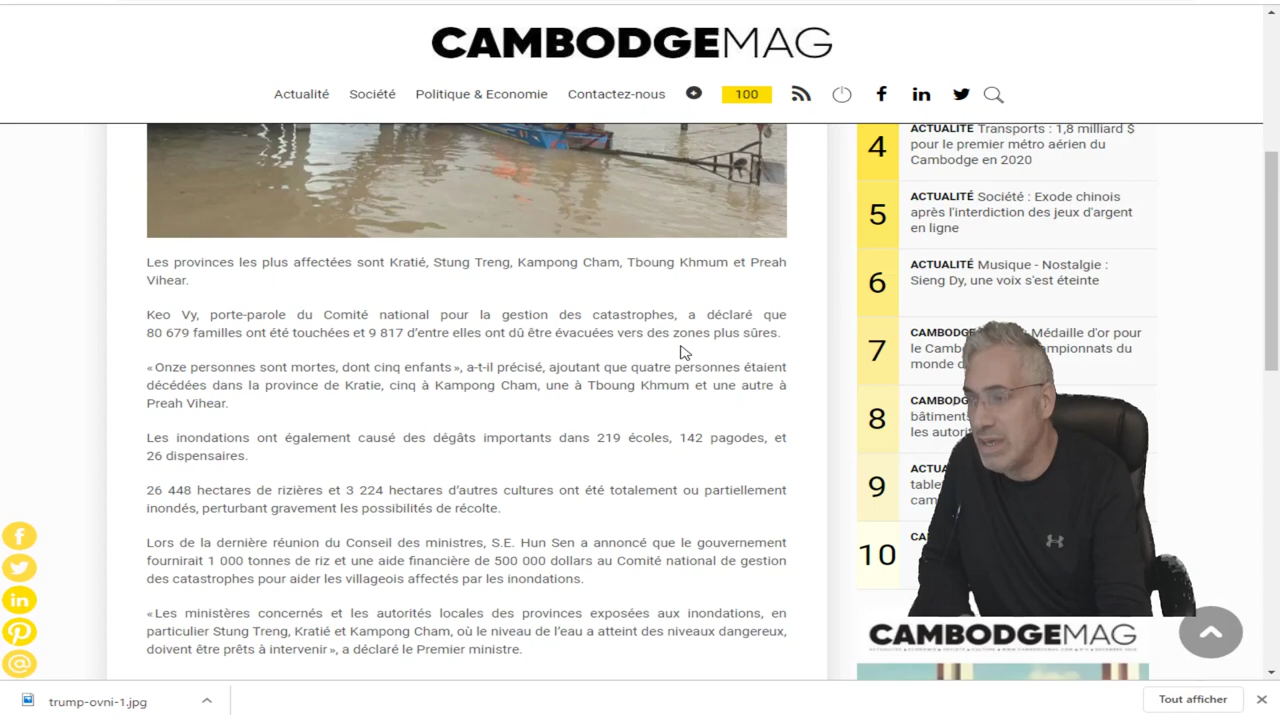 CAMBODGEMAG
Actualité Société Politique & Economie Contactez-nous 100
Les provinces les plus affectées sont Kratié, Stung Treng, Kampong Cham, Tboung Khmum et Preah
Vihear.
Keo Vy, porte-parole du Comité national pour la gestion des catastrophes, a déclaré que
80 679 familles ont été touchées et 9 817 d’entre elles ont dû être évacuées vers des zones plus sûres.
«Onze personnes sont mortes, dont cinq enfants», a-t-il précisé, ajoutant que quatre personnes étaient
décédées dans la province de Kratie, cinq à Kampong Cham, une à Tboung Khmum et une autre à
Preah Vihear.
Les inondations ont également causé des dégâts importants dans 219 écoles, 142 pagodes, et
26 dispensaires.
26 448 hectares de rizières et 3 224 hectares d’autres cultures ont été totalement ou partiellement
inondés, perturbant gravement les possibilités de récolte.
Lors de la dernière réunion du Conseil des ministres, S.E. Hun Sen a annoncé que le gouvernement
fournirait 1 000 tonnes de riz et une aide financière de 500 000 dollars au Comité national de gestion
des catastrophes pour aider les villageois affectés par les inondations.
«Les ministères concernés et les autorités locales des provinces exposées aux inondations, en
particulier Stung Treng, Kratié et Kampong Cham, où le niveau de l’eau a atteint des niveaux dangereux,
doivent être prêts à intervenir», a déclaré le Premier ministre.
4
ACTUALITÉ Transports : 1,8 milliard $
pour le premier métro aérien du
Cambodge en 2020
5
ACTUALITÉ Société : Exode chinois
après l'interdiction des jeux d'argent
en ligne
6
ACTUALITÉ Musique - Nostalgie :
Sieng Dy, une voix s'est éteinte
7
CAMBODG Médaille d'or pour
le Camb ampionnats du
monde d
8
CAMBODG
bâtiments
les autori
9
ACTUA
table
cam
10
CA
CAMBODGEMAG
trump-ovni-1.jpg
Tout afficher